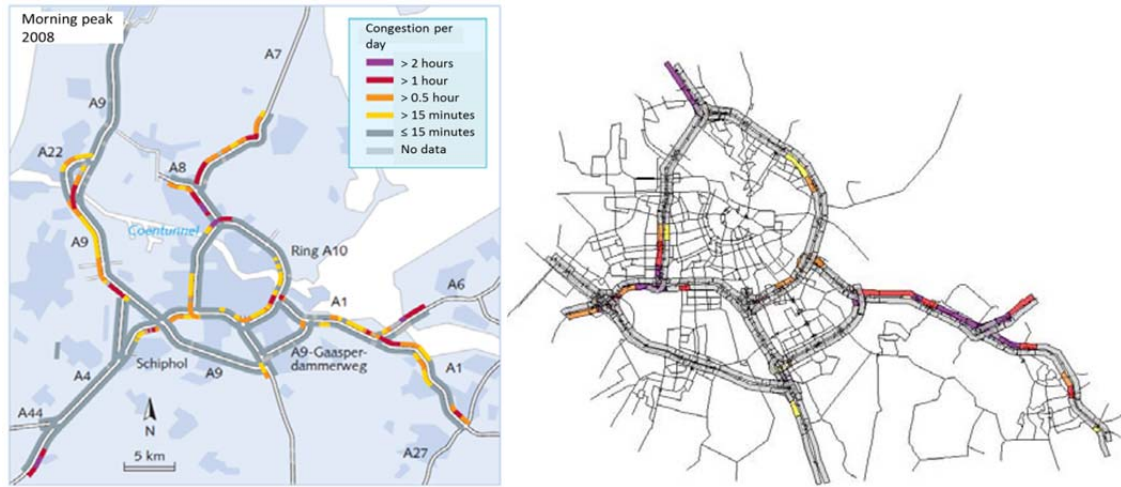 Morning peak
2008
Congestion per
day
> 2 hours
> 1 hour
> 0.5 hour
> 15 minutes
≤ 15 minutes
No data
A7
A9
A22
A8
Coentunnel
A9
Ring A10
A6
A1
A9-Gaasper-
dammerweg
Schiphol
A9
A4
A1
A44
N
5 km
A27